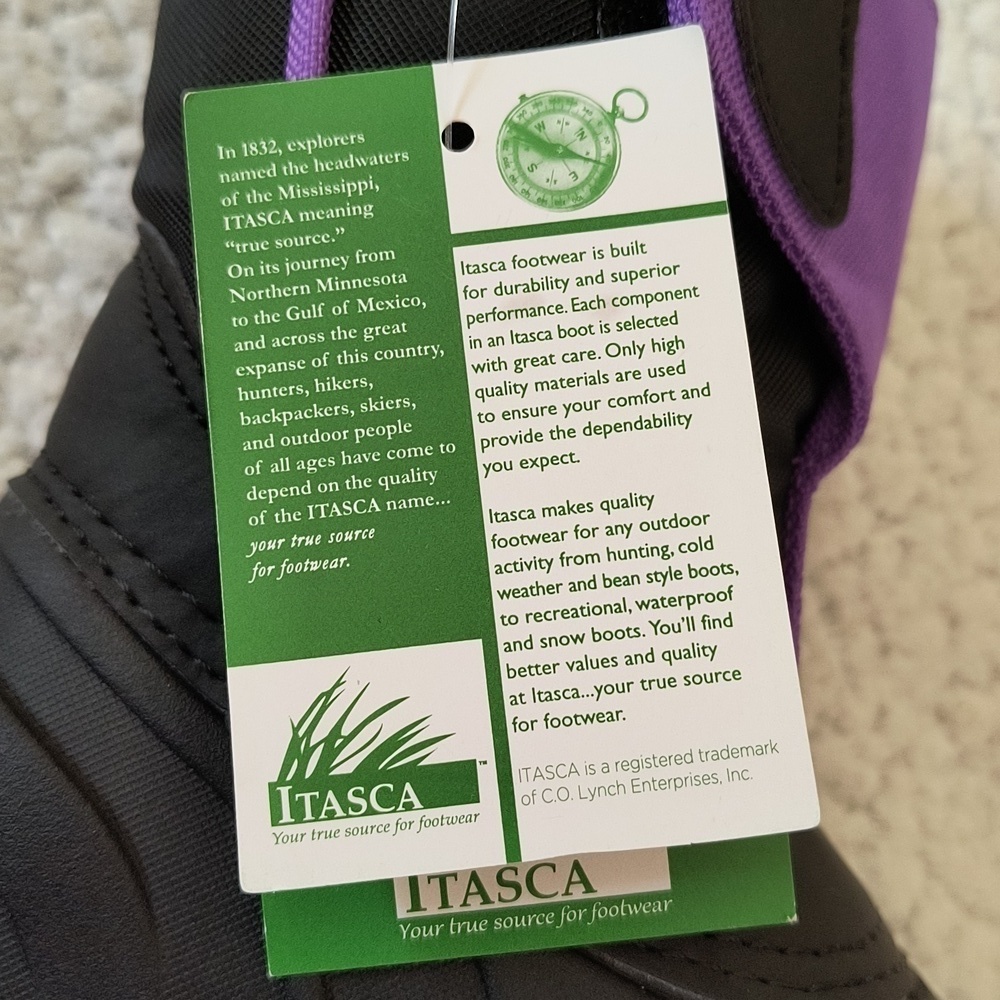 In 1832, explorers
named the headwaters
of the Mississippi,
ITASCA meaning
“true source.”
On its journey from
Northern Minnesota
to the Gulf of Mexico,
and across the great
expanse of this country,
hunters, hikers,
backpackers, skiers,
and outdoor people
of all ages have come to
depend on the quality
of the ITASCA name...
your true source
for footwear.
ITASCA™
Your true source for footwear
W
N
S
E
Itasca footwear is built
for durability and superior
performance. Each component
in an Itasca boot is selected
with great care. Only high
quality materials are used
to ensure your comfort and
provide the dependability
you expect.
Itasca makes quality
footwear for any outdoor
activity from hunting, cold
weather and bean style boots,
to recreational, waterproof
and snow boots. You'll find
better values and quality
at Itasca...your true source
for footwear.
ITASCA is a registered trademark
of C.O. Lynch Enterprises, Inc.
ITASCA
Your true source for footwear